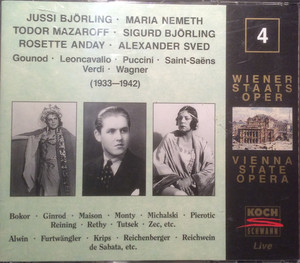 JUSSI BJÖRLING · MARIA NEMETH
TODOR MAZAROFF · SIGURD BJÖRLING
ROSETTE ANDAY · ALEXANDER SVED
Gounod · Leoncavallo · Puccini · Saint-Saëns
Verdi · Wagner
(1933—1942)
Bokor · Ginrod · Maison · Monty · Michalski · Pierotic
Reining · Rethy · Tutsek · Zec, etc.
Alwin · Furtwängler · Krips · Reichenberger · Reichwein
de Sabata, etc.
4
WIENER
STAATS
OPER
VIENNA
STATE
OPERA
KOCH
SCHWANN
Live